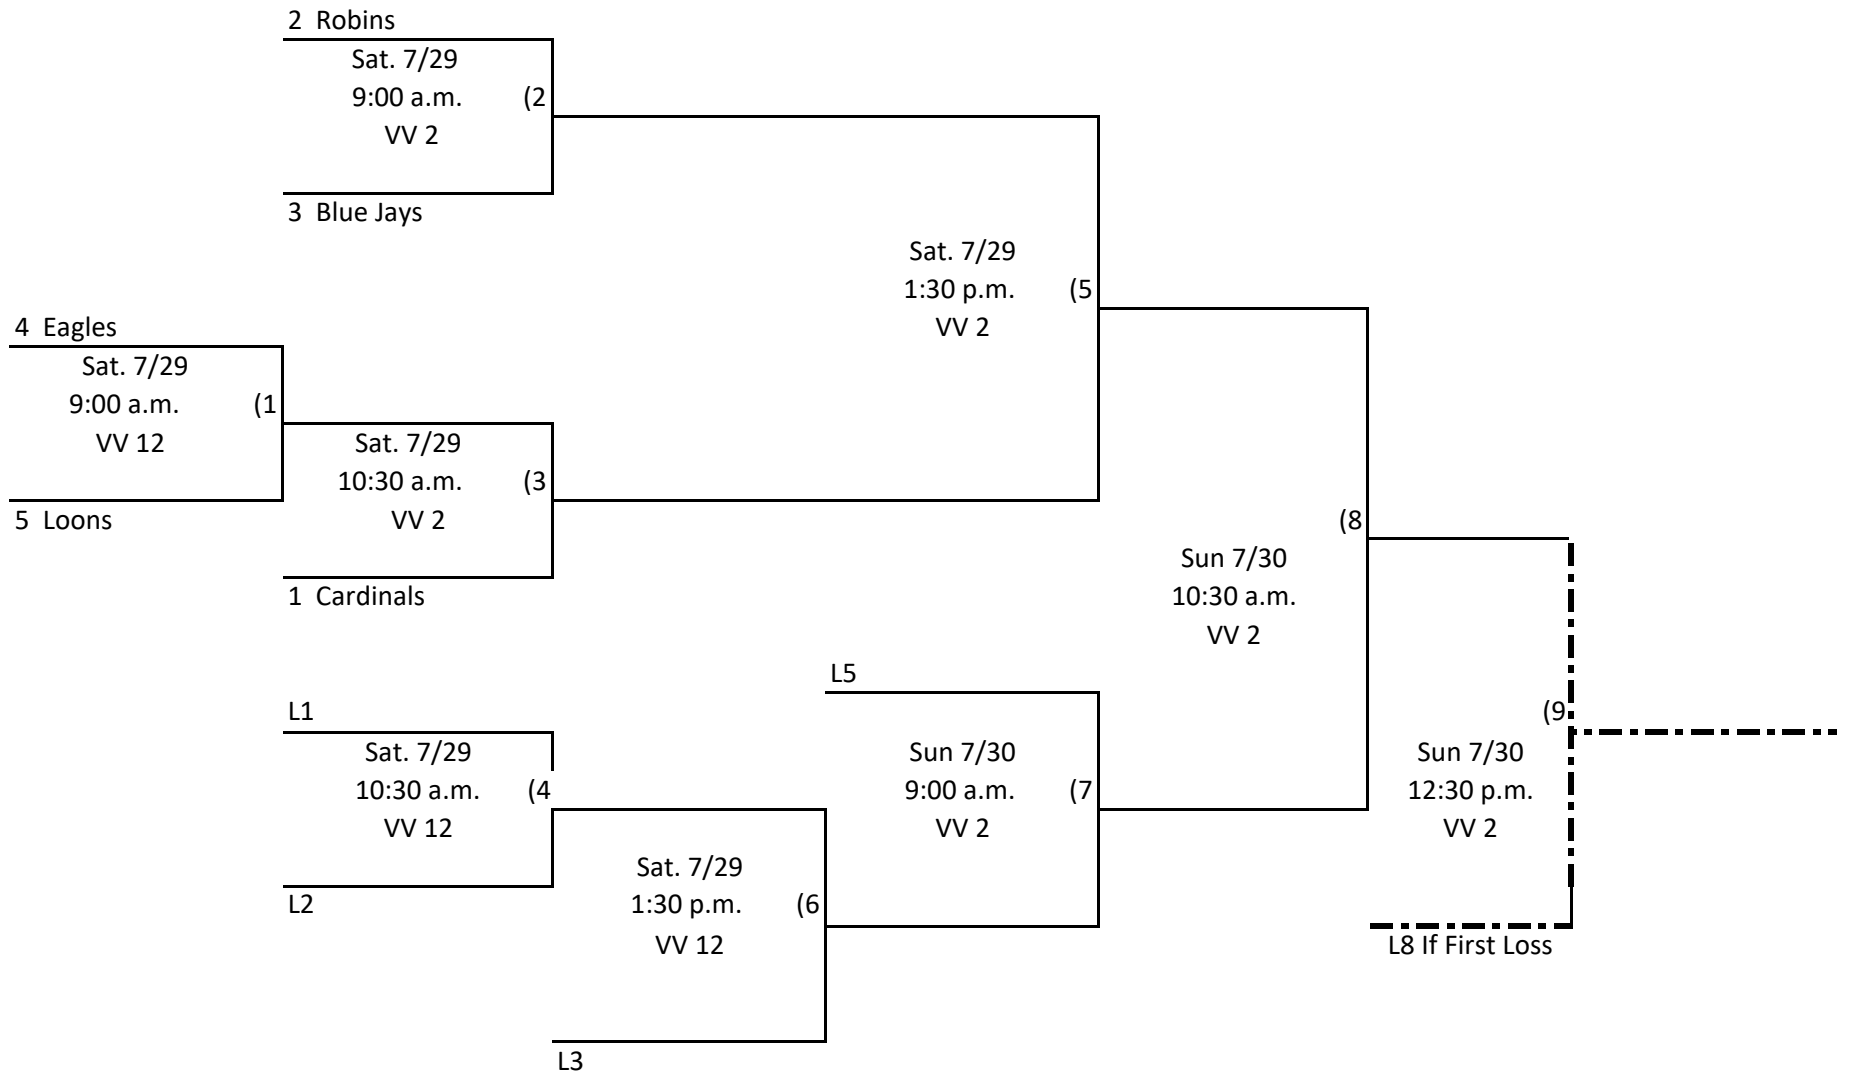 2  Robins
Sat. 7/29
9:00 a.m.
(2
VV 2
3  Blue Jays
Sat. 7/29
1:30 p.m.
(5
VV 2
4  Eagles
Sat. 7/29
9:00 a.m.
(1
VV 12
5  Loons
Sat. 7/29
10:30 a.m.
(3
VV 2
1  Cardinals
(8
Sun 7/30
10:30 a.m.
VV 2
L1
Sat. 7/29
10:30 a.m.
(4
VV 12
L2
L5
Sun 7/30
9:00 a.m.
(7
VV 2
Sat. 7/29
1:30 p.m.
(6
VV 12
L3
(9
Sun 7/30
12:30 p.m.
VV 2
L8 If First Loss